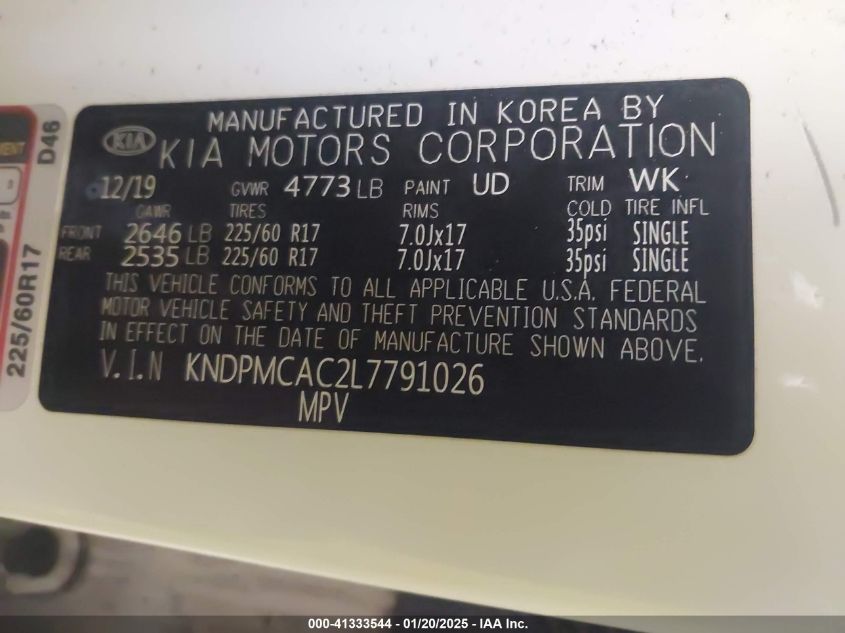 MANUFACTURED IN KOREA BY
KIA KIA MOTORS CORPORATION
12/19 GVWR 4773 LB PAINT UD TRIM WK
GAWR TIRES RIMS COLD TIRE INFL
FRONT 2646 LB 225/60 R17 7.0Jx17 35psi SINGLE
REAR 2535 LB 225/60 R17 7.0Jx17 35psi SINGLE
THIS VEHICLE CONFORMS TO ALL APPLICABLE U.S.A. FEDERAL
MOTOR VEHICLE SAFETY AND THEFT PREVENTION STANDARDS
IN EFFECT ON THE DATE OF MANUFACTURE SHOWN ABOVE.
V.I.N KNDPMCAC2L7791026
MPV
D46
225/60R17
000-41333544 — 01/20/2025 — IAA Inc.